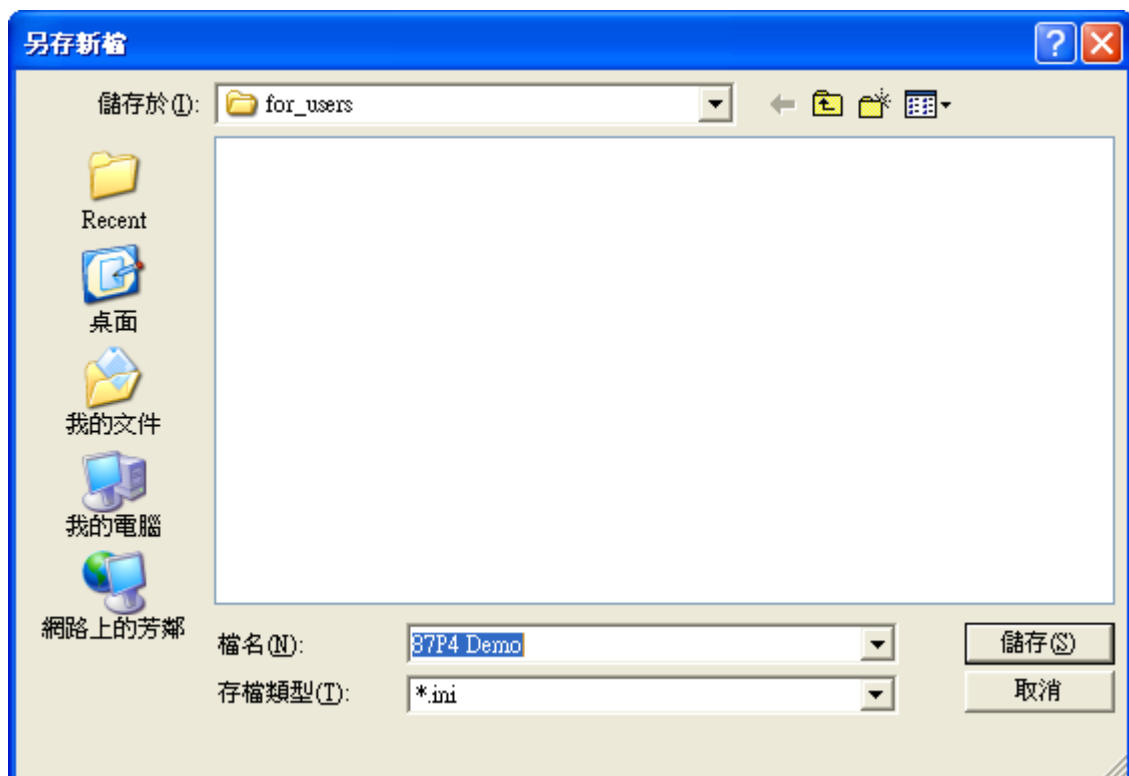 另存新檔
儲存於(I):
for_users
Recent
桌面
我的文件
我的電腦
網路上的芳鄰
檔名(N):
87P4 Demo
儲存(S)
存檔類型(T):
*.ini
取消